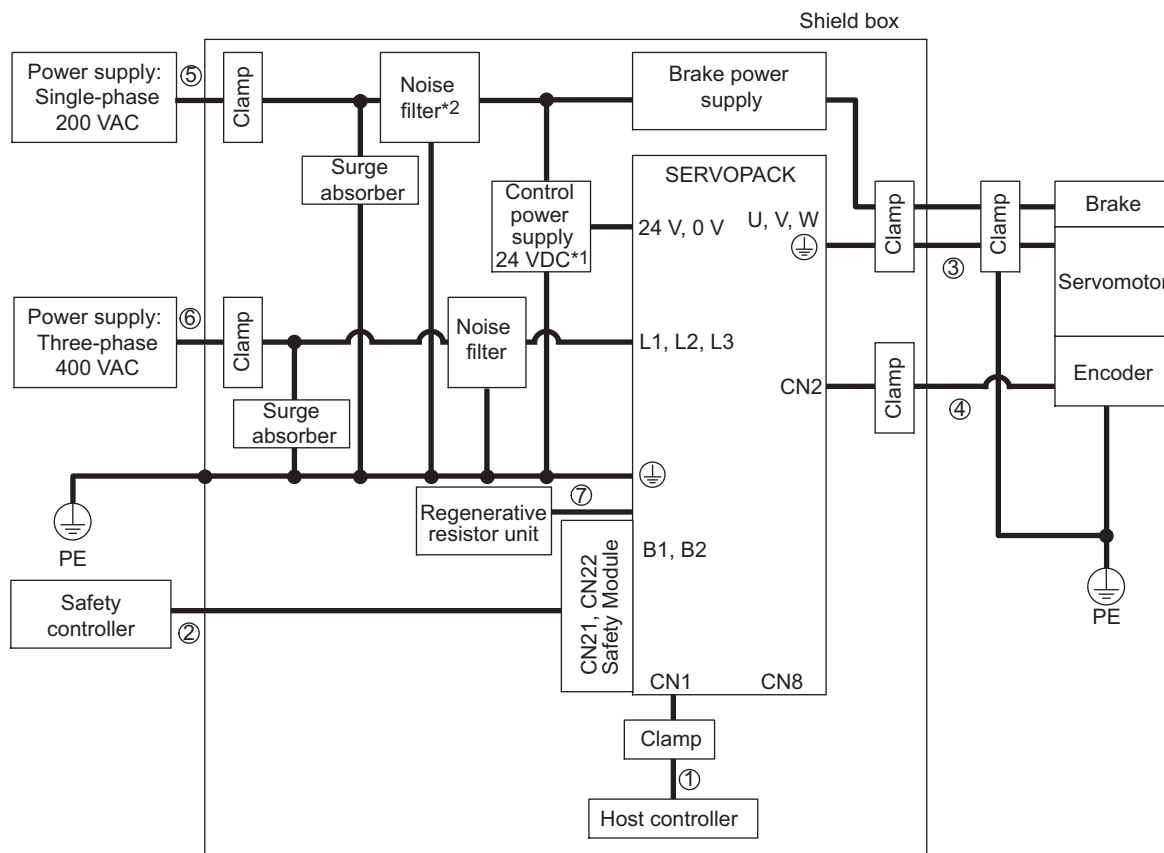 Shield box
Power supply:
Single-phase
200 VAC
⑤
Clamp
Noise
filter*2
Brake power
supply
Surge
absorber
Control
power
supply
24 VDC*1
SERVOPACK
24 V, 0 V
U, V, W
Clamp
Clamp
③
Brake
Servomotor
Encoder
Power supply:
Three-phase
400 VAC
⑥
Clamp
Noise
filter
L1, L2, L3
CN2
Clamp
④
Surge
absorber
PE
Regenerative
resistor unit
⑦
B1, B2
PE
Safety
controller
②
CN21, CN22
Safety Module
CN1
CN8
Clamp
①
Host controller